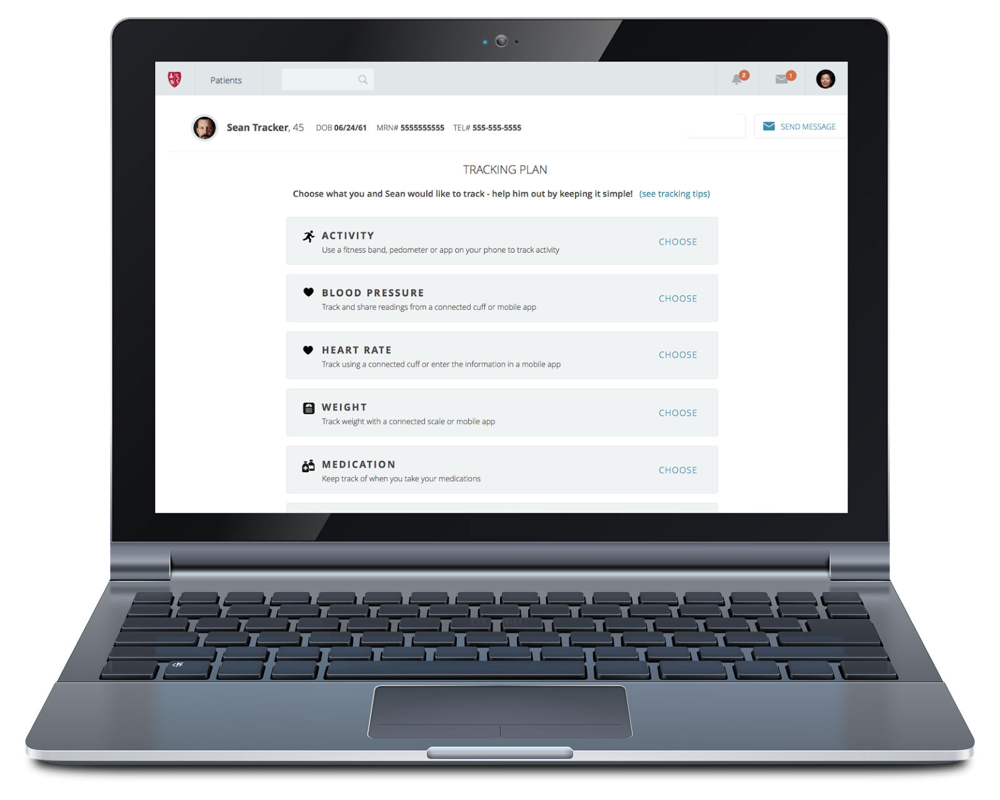 Patients
2
1
Sean Tracker, 45 DOB 06/24/61 MRN# 5555555555 TEL# 555-555-5555
SEND MESSAGE
TRACKING PLAN
Choose what you and Sean would like to track - help him out by keeping it simple! (see tracking tips)
ACTIVITY
Use a fitness band, pedometer or app on your phone to track activity
CHOOSE
BLOOD PRESSURE
Track and share readings from a connected cuff or mobile app
CHOOSE
HEART RATE
Track using a connected cuff or enter the information in a mobile app
CHOOSE
WEIGHT
Track weight with a connected scale or mobile app
CHOOSE
MEDICATION
Keep track of when you take your medications
CHOOSE